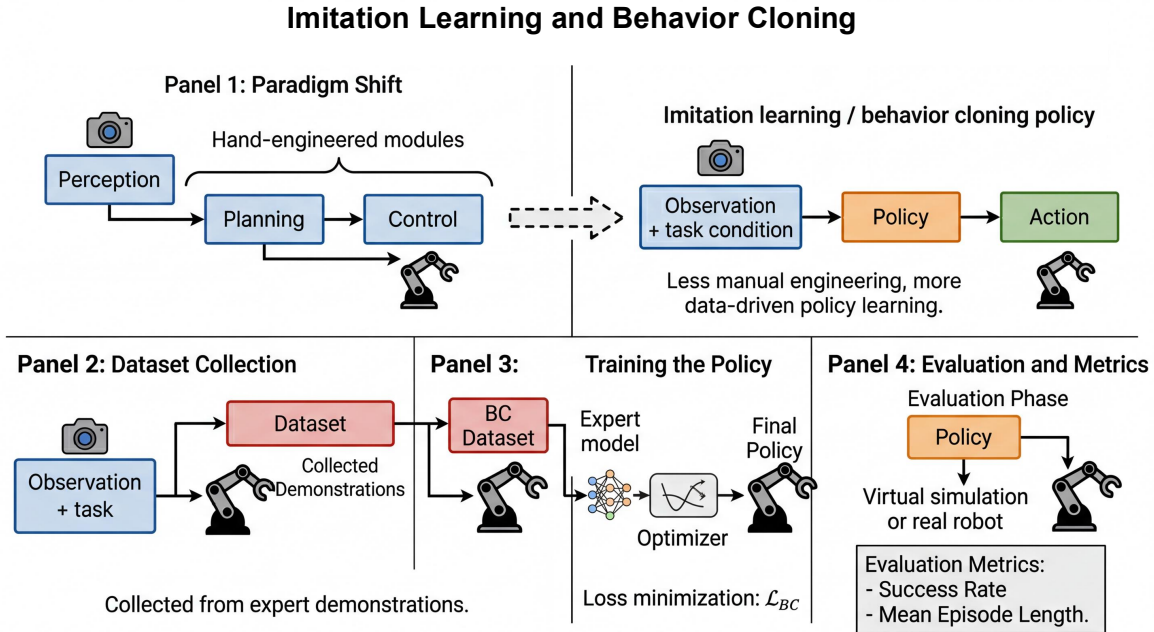 Imitation Learning and Behavior Cloning
Panel 1: Paradigm Shift
Hand-engineered modules
Perception
Planning
Control
Imitation learning / behavior cloning policy
Observation
+ task condition
Policy
Action
Less manual engineering, more
data-driven policy learning.
Panel 2: Dataset Collection
Observation
+ task
Dataset
Collected
Demonstrations
Collected from expert demonstrations.
Panel 3: Training the Policy
BC
Dataset
Expert
model
Optimizer
Final
Policy
Loss minimization: ℒ_BC
Panel 4: Evaluation and Metrics
Evaluation Phase
Policy
Virtual simulation
or real robot
Evaluation Metrics:
- Success Rate
- Mean Episode Length.